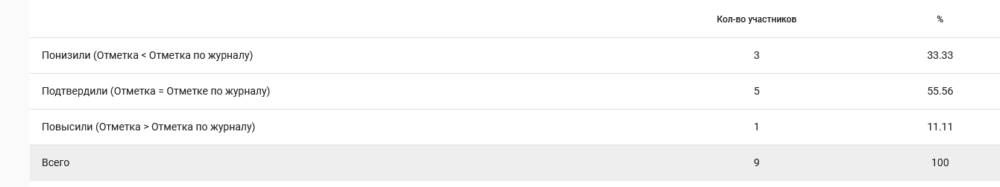 Кол-во участников %
Понизили (Отметка < Отметка по журналу) 3 33.33
Подтвердили (Отметка = Отметке по журналу) 5 55.56
Повысили (Отметка > Отметка по журналу) 1 11.11
Всего 9 100